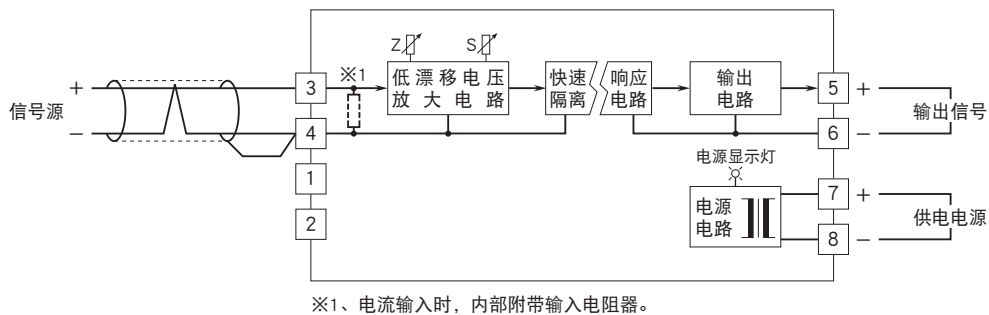 Z
S
※1
低漂移电压
放大电路
快速
隔离
响应
电路
输出
电路
3
4
1
2
5
6
7
8
+
信号源
−
+
输出信号
−
电源显示灯
电源
电路
+
供电电源
−
※1、电流输入时，内部附带输入电阻器。